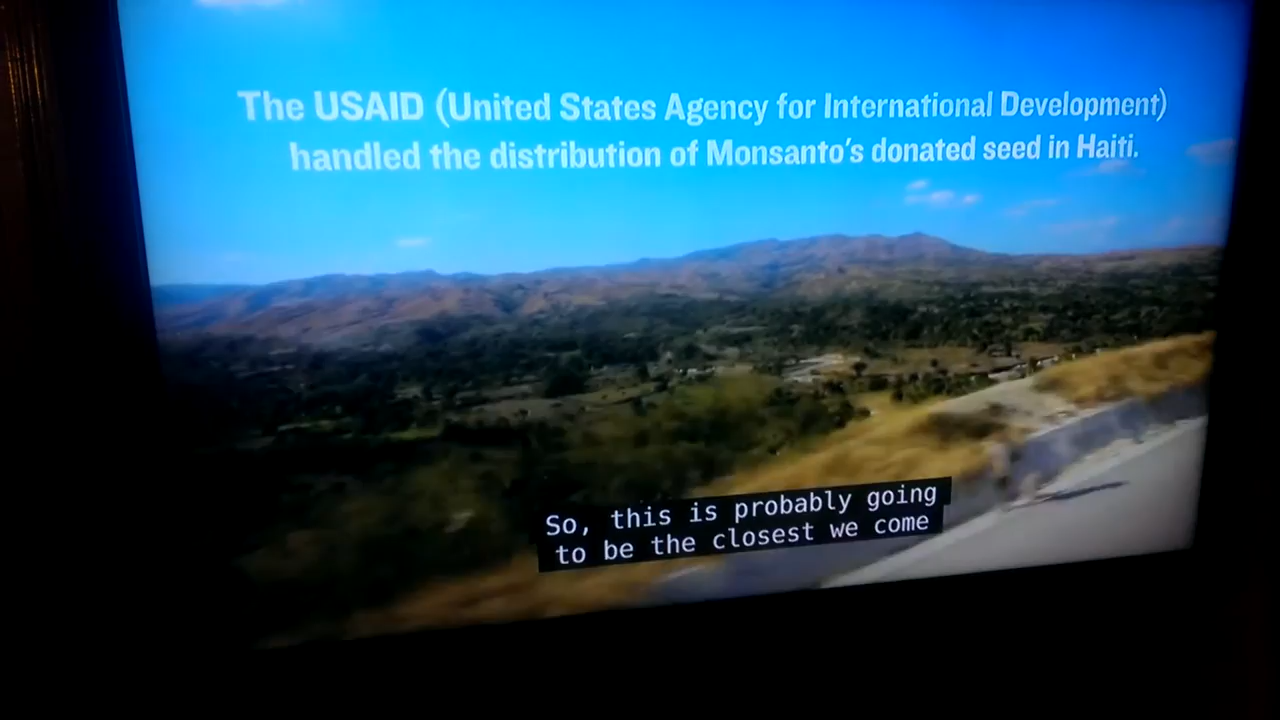 The USAID (United States Agency for International Development)
handled the distribution of Monsanto's donated seed in Haiti.
So, this is probably going
to be the closest we come